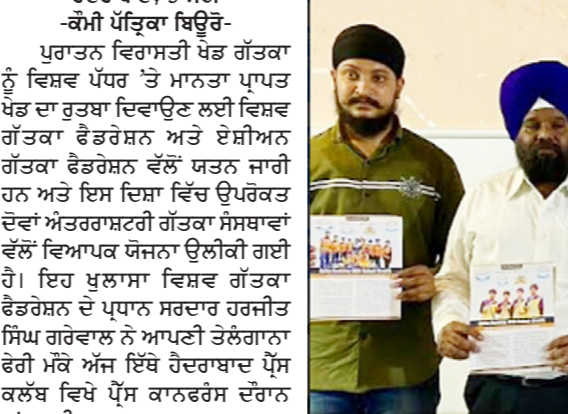 -ਕੌਮੀ ਪੱਤ੍ਰਿਕਾ ਬਿਊਰੋ-
ਪੁਰਾਤਨ ਵਿਰਾਸਤੀ ਖੇਡ ਗੱਤਕਾ
ਨੂੰ ਵਿਸ਼ਵ ਪੱਧਰ ’ਤੇ ਮਾਨਤਾ ਪ੍ਰਾਪਤ
ਖੇਡ ਦਾ ਰੁਤਬਾ ਦਿਵਾਉਣ ਲਈ ਵਿਸ਼ਵ
ਗੱਤਕਾ ਫੈਡਰੇਸ਼ਨ ਅਤੇ ਏਸ਼ੀਅਨ
ਗੱਤਕਾ ਫੈਡਰੇਸ਼ਨ ਵੱਲੋਂ ਯਤਨ ਜਾਰੀ
ਹਨ ਅਤੇ ਇਸ ਦਿਸ਼ਾ ਵਿੱਚ ਉਪਰੋਕਤ
ਦੋਵਾਂ ਅੰਤਰਰਾਸ਼ਟਰੀ ਗੱਤਕਾ ਸੰਸਥਾਵਾਂ
ਵੱਲੋਂ ਵਿਆਪਕ ਯੋਜਨਾ ਉਲੀਕੀ ਗਈ
ਹੈ। ਇਹ ਖੁਲਾਸਾ ਵਿਸ਼ਵ ਗੱਤਕਾ
ਫੈਡਰੇਸ਼ਨ ਦੇ ਪ੍ਰਧਾਨ ਸਰਦਾਰ ਹਰਜੀਤ
ਸਿੰਘ ਗਰੇਵਾਲ ਨੇ ਆਪਣੀ ਤੇਲੰਗਾਨਾ
ਫੇਰੀ ਮੌਕੇ ਅੱਜ ਇੱਥੇ ਹੈਦਰਾਬਾਦ ਪ੍ਰੈੱਸ
ਕਲੱਬ ਵਿਖੇ ਪ੍ਰੈੱਸ ਕਾਨਫਰੰਸ ਦੌਰਾਨ